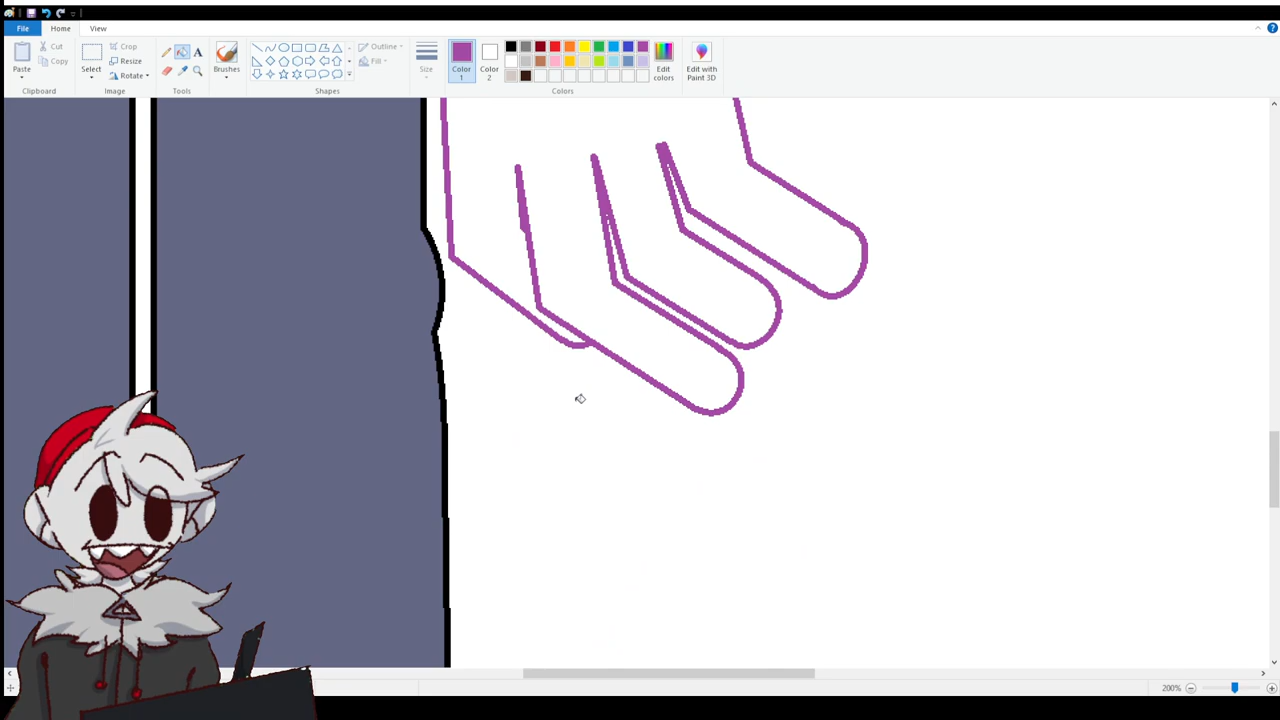 File Home View
Paste
Cut
Copy
Clipboard
Select
Crop
Resize
Rotate
Image
A
Tools
Brushes
Outline
Fill
Shapes
Size
Color 1
Color 2
Edit colors
Colors
Edit with Paint 3D
200%